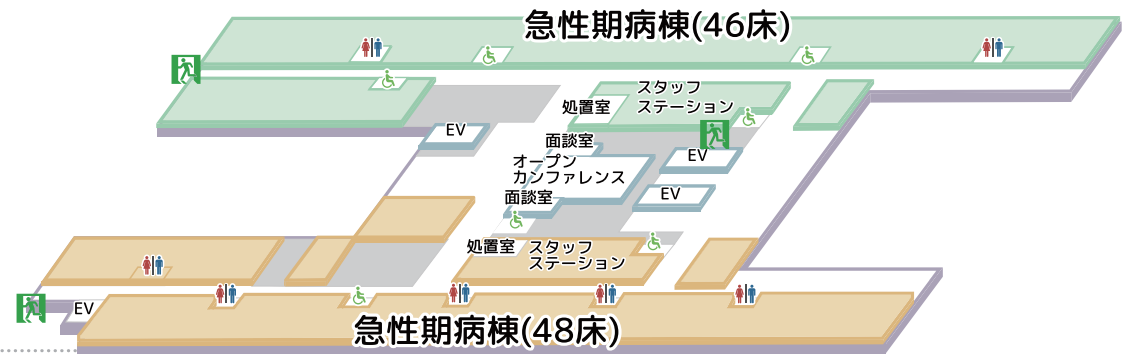 急性期病棟(46床)
スタッフ
ステーション
処置室
EV
面談室
オープン
カンファレンス
EV
面談室
EV
処置室
スタッフ
ステーション
EV
急性期病棟(48床)